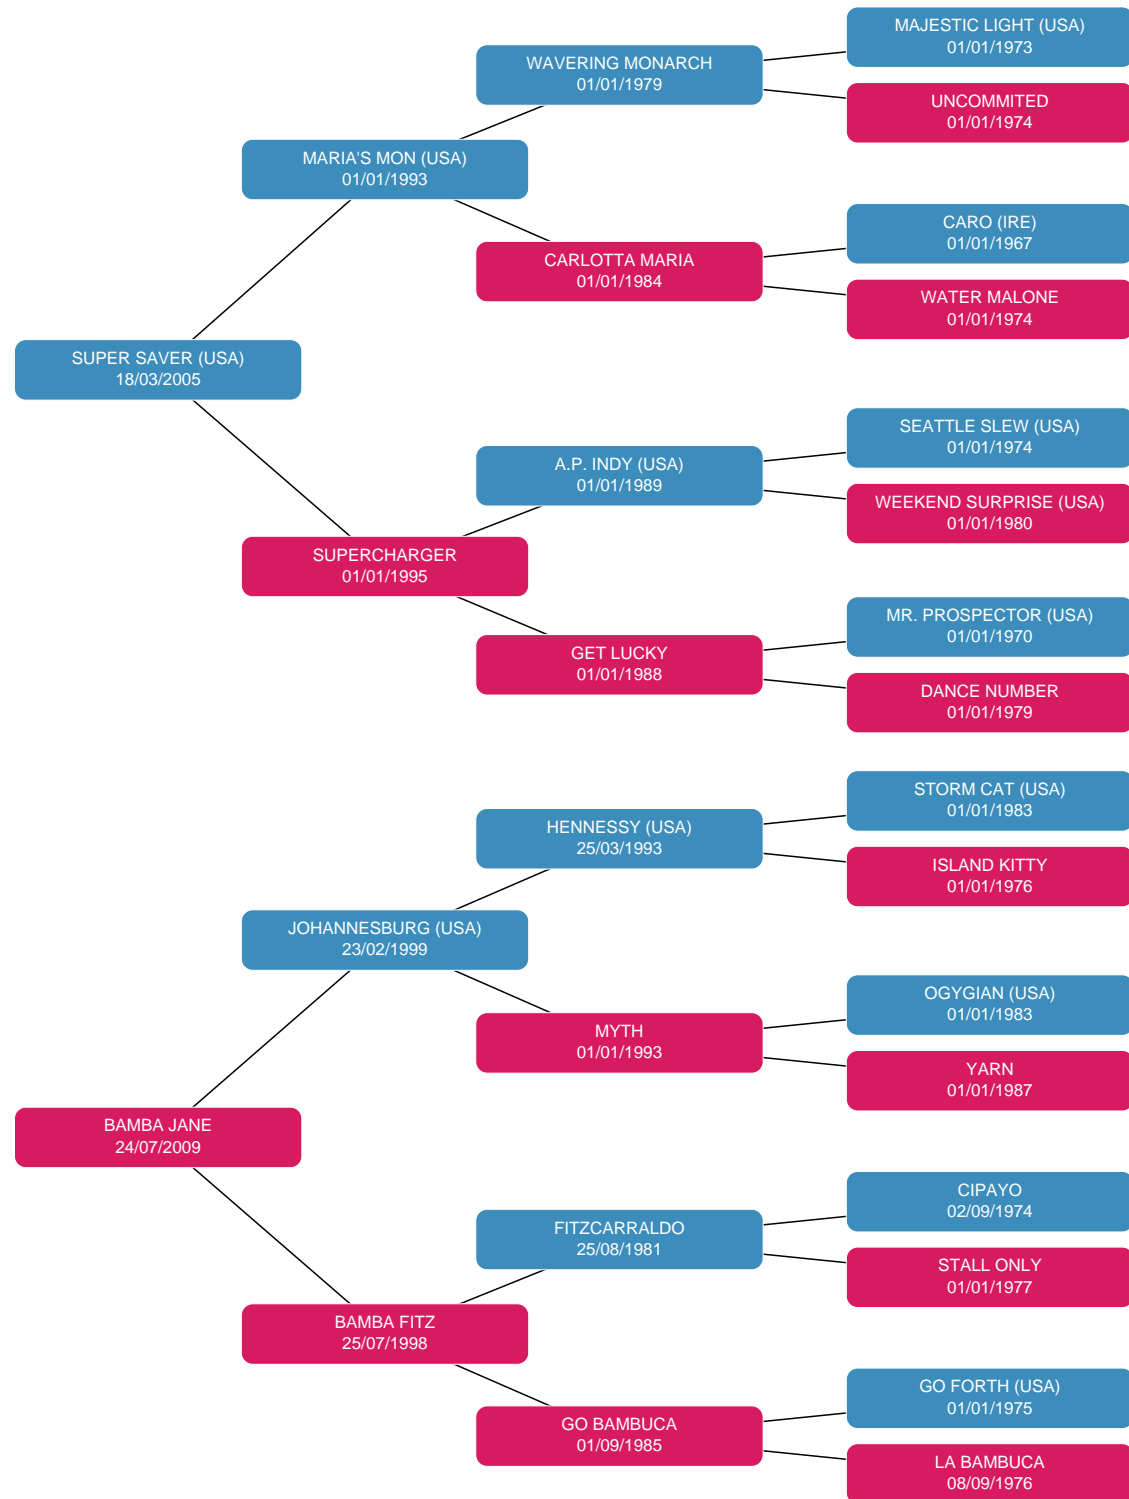 MAJESTIC LIGHT (USA)
01/01/1973
WAVERING MONARCH
01/01/1979
UNCOMMITED
01/01/1974
MARIA'S MON (USA)
01/01/1993
CARO (IRE)
01/01/1967
CARLOTTA MARIA
01/01/1984
WATER MALONE
01/01/1974
SUPER SAVER (USA)
18/03/2005
SEATTLE SLEW (USA)
01/01/1974
A.P. INDY (USA)
01/01/1989
WEEKEND SURPRISE (USA)
01/01/1980
SUPERCHARGER
01/01/1995
MR. PROSPECTOR (USA)
01/01/1970
GET LUCKY
01/01/1988
DANCE NUMBER
01/01/1979
STORM CAT (USA)
01/01/1983
HENNESSY (USA)
25/03/1993
ISLAND KITTY
01/01/1976
JOHANNESBURG (USA)
23/02/1999
OGYGIAN (USA)
01/01/1983
MYTH
01/01/1993
YARN
01/01/1987
BAMBA JANE
24/07/2009
CIPAYO
02/09/1974
FITZCARRALDO
25/08/1981
STALL ONLY
01/01/1977
BAMBA FITZ
25/07/1998
GO FORTH (USA)
01/01/1975
GO BAMBUCA
01/09/1985
LA BAMBUCA
08/09/1976